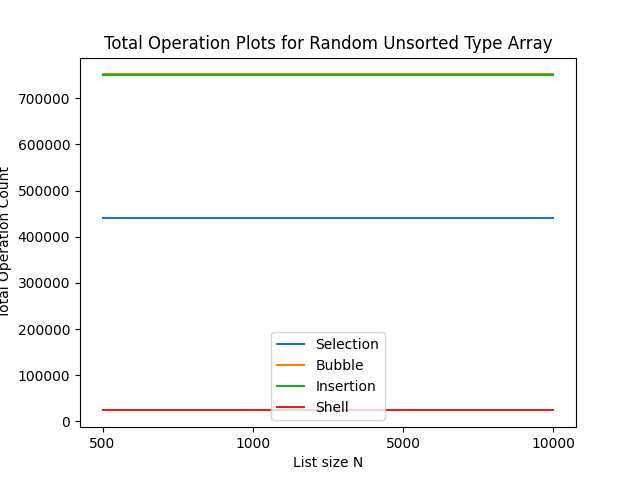 Total Operation Plots for Random Unsorted Type Array
Total Operation Count
700000
600000
500000
400000
300000
200000
100000
0
Selection
Bubble
Insertion
Shell
500 1000 5000 10000
List size N